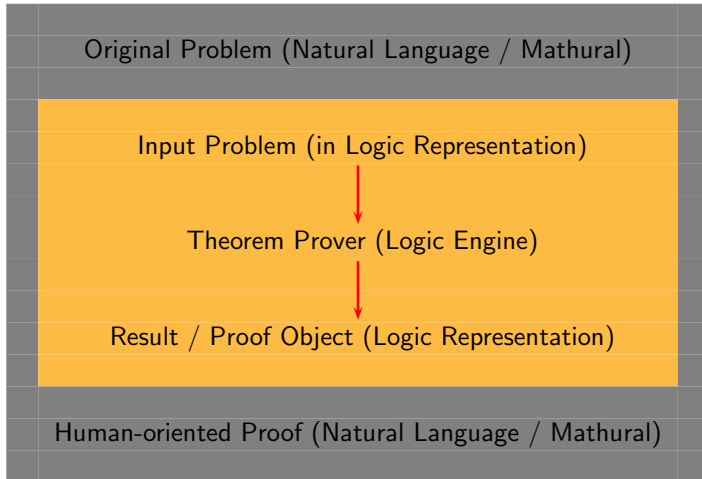 Original Problem (Natural Language / Mathural)
Input Problem (in Logic Representation)
Theorem Prover (Logic Engine)
Result / Proof Object (Logic Representation)
Human-oriented Proof (Natural Language / Mathural)